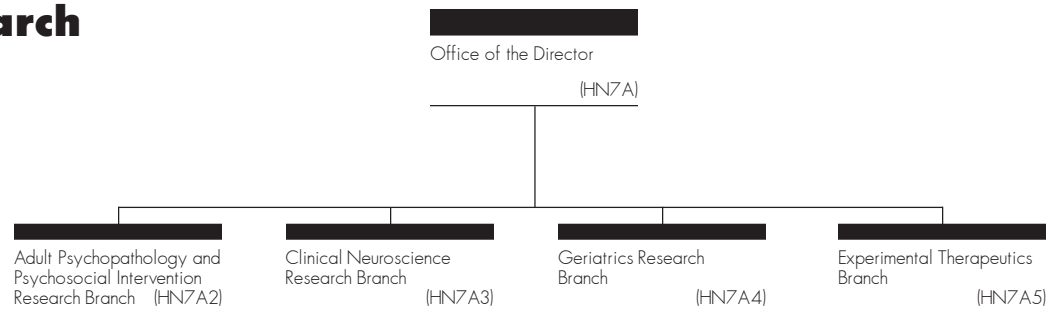 arch
Office of the Director
(HN7A)
Adult Psychopathology and
Psychosocial Intervention
Research Branch (HN7A2)
Clinical Neuroscience
Research Branch
(HN7A3)
Geriatrics Research
Branch
(HN7A4)
Experimental Therapeutics
Branch
(HN7A5)